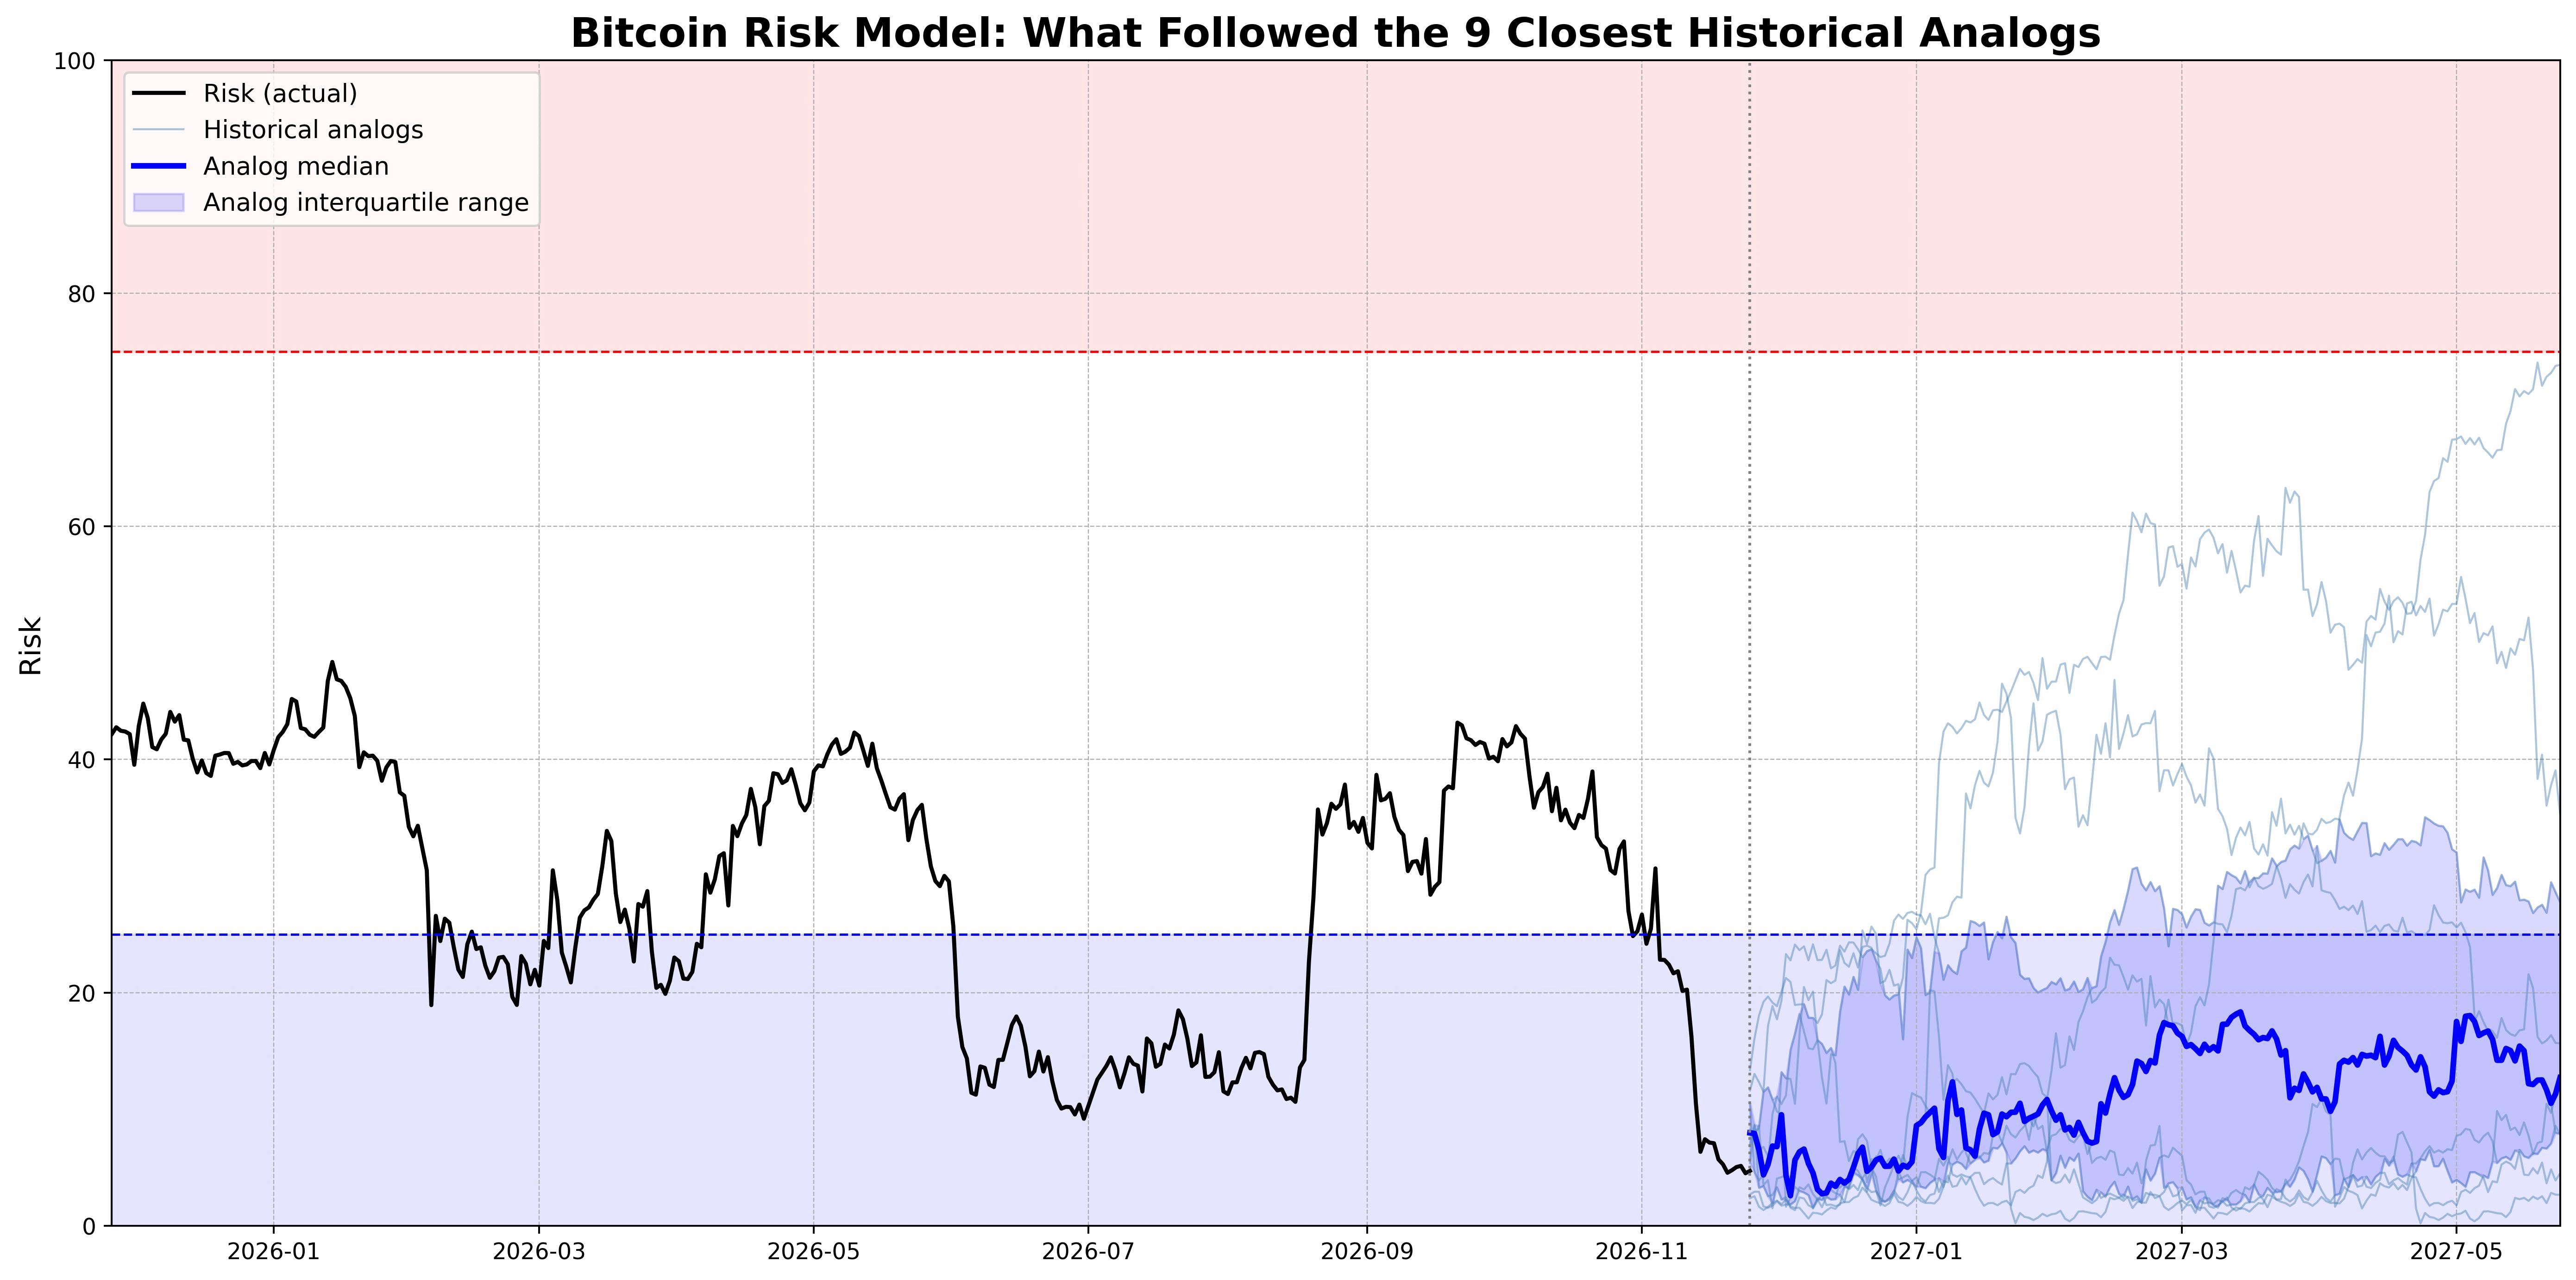 Bitcoin Risk Model: What Followed the 9 Closest Historical Analogs
Risk (actual)
Historical analogs
Analog median
Analog interquartile range
Risk
100
80
60
40
20
0
2026-01
2026-03
2026-05
2026-07
2026-09
2026-11
2027-01
2027-03
2027-05